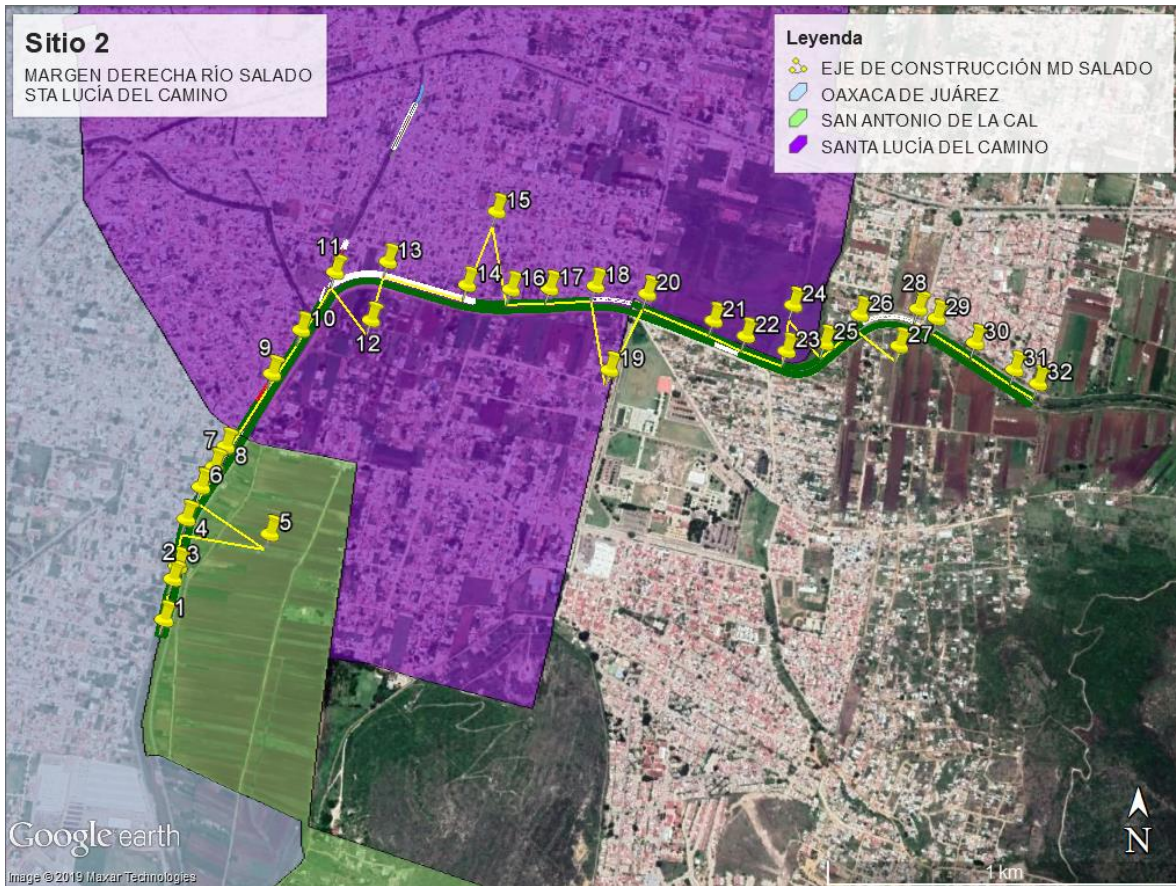 Sitio 2
MARGEN DERECHA RÍO SALADO
STA LUCÍA DEL CAMINO
Leyenda
EJE DE CONSTRUCCIÓN MD SALADO
OAXACA DE JUÁREZ
SAN ANTONIO DE LA CAL
SANTA LUCÍA DEL CAMINO
15
11
13
14
16
17
18
20
24
26
28
29
10
12
21
22
23
25
27
30
9
19
31
32
7
8
6
4
5
2
3
1
Google earth
Image © 2019 Maxar Technologies
1 km
N